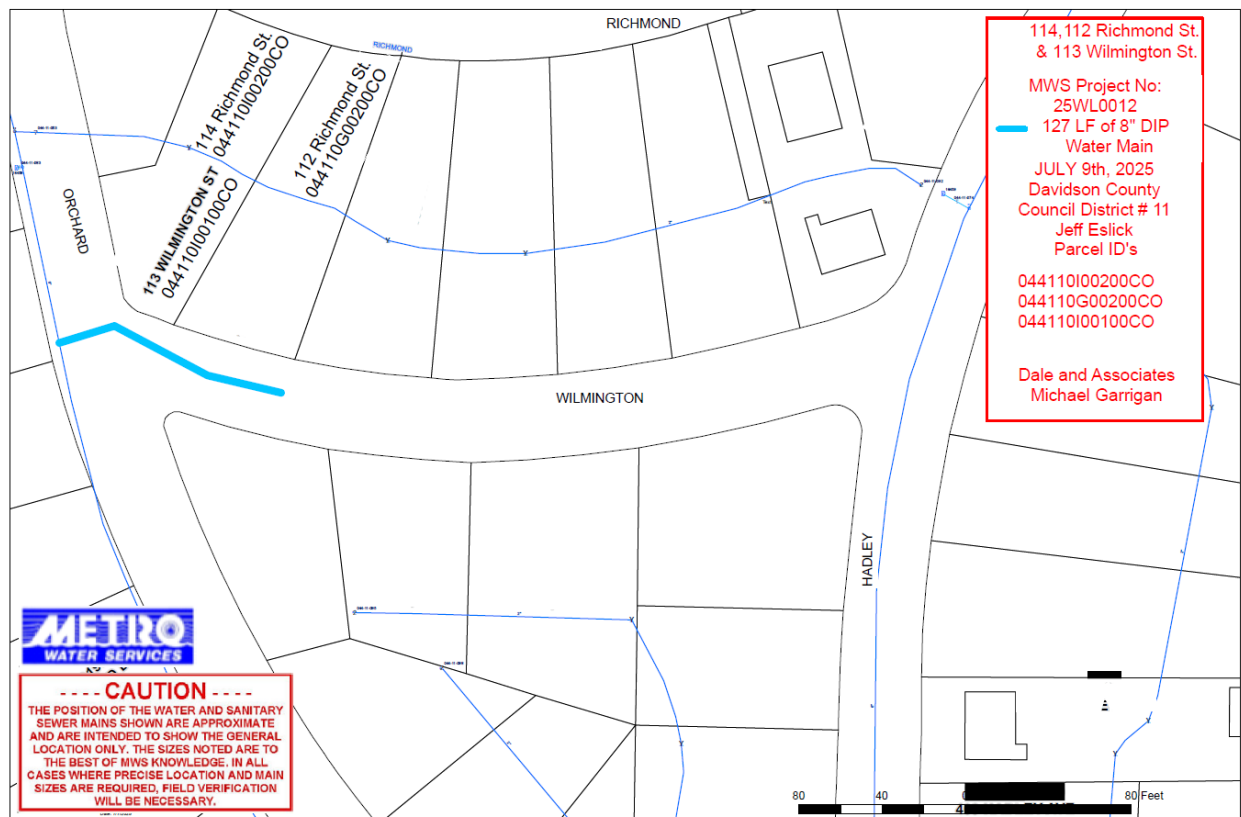 RICHMOND
RICHMOND
114 Richmond St.
044110I00200CO
112 Richmond St.
044110G00200CO
113 WILMINGTON ST
044110I00100CO
ORCHARD
WILMINGTON
HADLEY
114,112 Richmond St.
& 113 Wilmington St.
MWS Project No:
25WL0012
127 LF of 8" DIP
Water Main
JULY 9th, 2025
Davidson County
Council District # 11
Jeff Eslick
Parcel ID's
044110I00200CO
044110G00200CO
044110I00100CO
Dale and Associates
Michael Garrigan
METRO
WATER SERVICES
- - - - CAUTION - - - -
THE POSITION OF THE WATER AND SANITARY
SEWER MAINS SHOWN ARE APPROXIMATE
AND ARE INTENDED TO SHOW THE GENERAL
LOCATION ONLY. THE SIZES NOTED ARE TO
THE BEST OF MWS KNOWLEDGE. IN ALL
CASES WHERE PRECISE LOCATION AND MAIN
SIZES ARE REQUIRED, FIELD VERIFICATION
WILL BE NECESSARY.
80 40 80 Feet